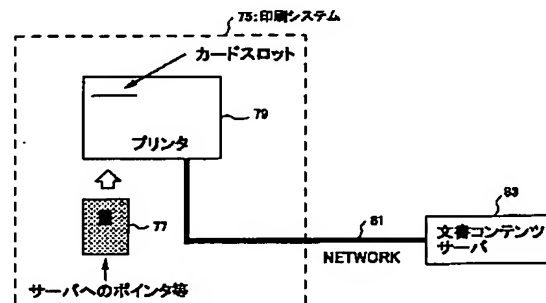 75:印刷システム
カードスロット
プリンタ
79
77
サーバへのポインタ等
81
NETWORK
83
文書コンテンツ
サーバ